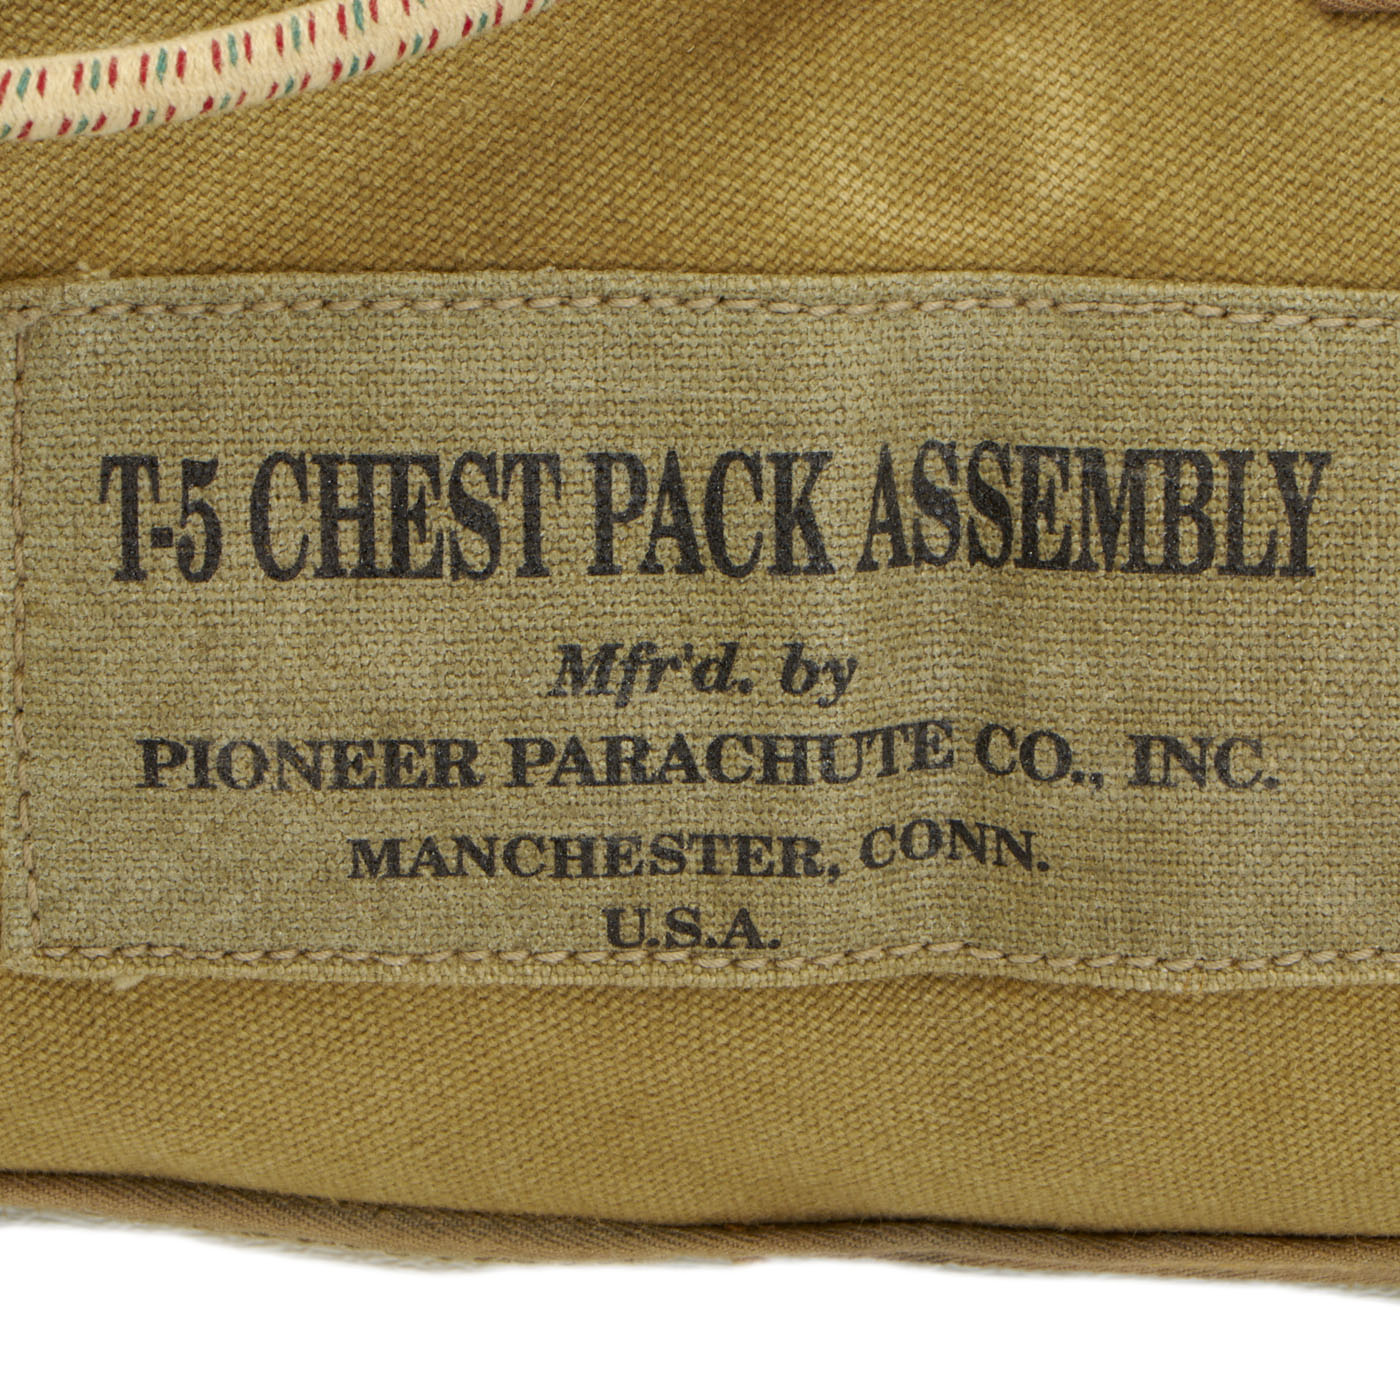 T-5 CHEST PACK ASSEMBLY
Mfr'd. by
PIONEER PARACHUTE CO., INC.
MANCHESTER, CONN.
U.S.A.